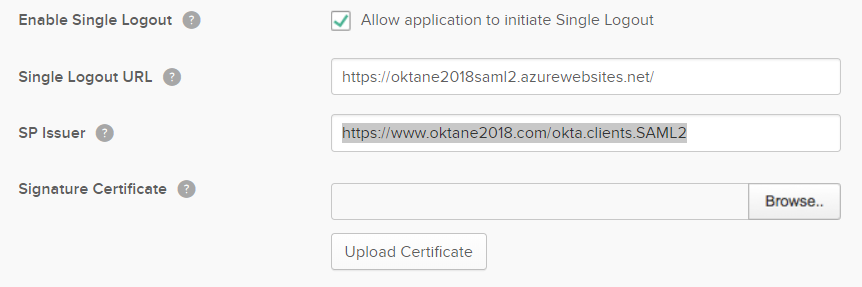 Enable Single Logout ? Allow application to initiate Single Logout
Single Logout URL ? https://oktane2018saml2.azurewebsites.net/
SP Issuer ? https://www.oktane2018.com/okta.clients.SAML2
Signature Certificate ? Browse..
Upload Certificate